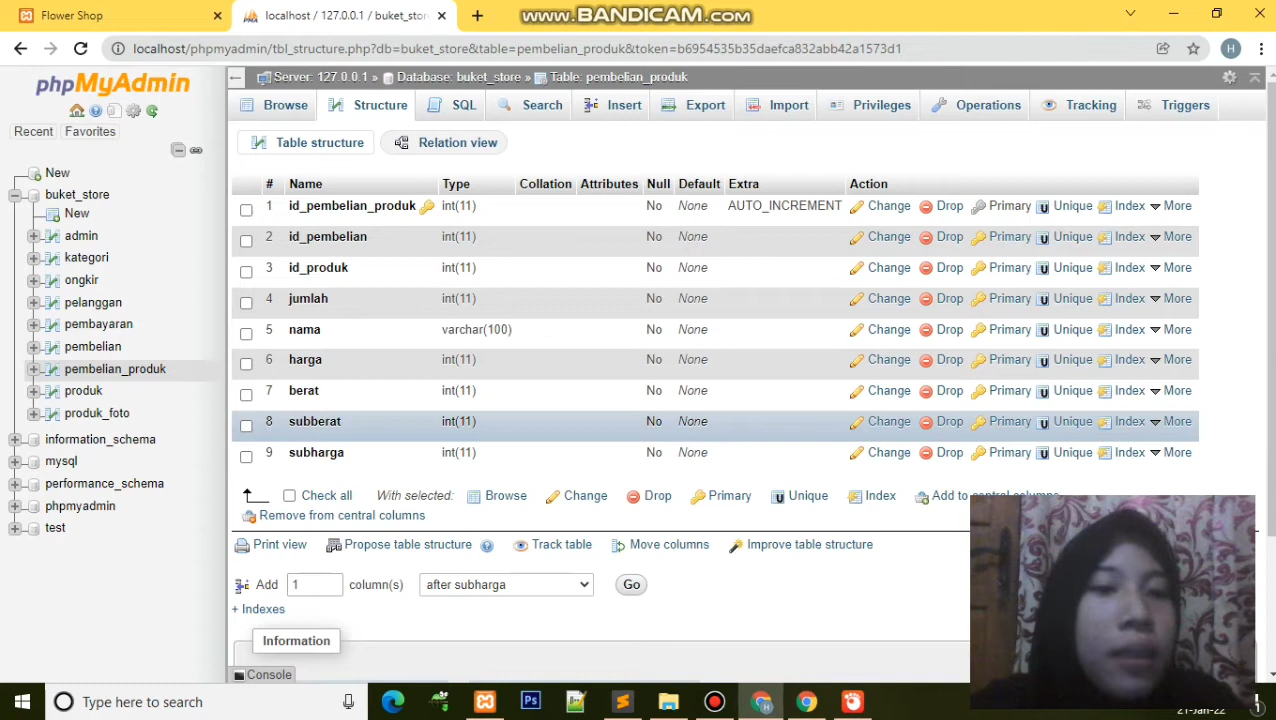 Flower Shop
localhost / 127.0.0.1 / buket_stor
www.BANDICAM.com
localhost/phpmyadmin/tbl_structure.php?db=buket_store&table=pembelian_produk&token=b6954535b35daefca832abb42a1573d1
H
phpMyAdmin
Recent Favorites
New
buket_store
New
admin
kategori
ongkir
pelanggan
pembayaran
pembelian
pembelian_produk
produk
produk_foto
information_schema
mysql
performance_schema
phpmyadmin
test
Server: 127.0.0.1 » Database: buket_store » Table: pembelian_produk
Browse Structure SQL Search Insert Export Import Privileges Operations Tracking Triggers
Table structure Relation view
# Name Type Collation Attributes Null Default Extra Action
1 id_pembelian_produk int(11) No None AUTO_INCREMENT Change Drop Primary Unique Index More
2 id_pembelian int(11) No None Change Drop Primary Unique Index More
3 id_produk int(11) No None Change Drop Primary Unique Index More
4 jumlah int(11) No None Change Drop Primary Unique Index More
5 nama varchar(100) No None Change Drop Primary Unique Index More
6 harga int(11) No None Change Drop Primary Unique Index More
7 berat int(11) No None Change Drop Primary Unique Index More
8 subberat int(11) No None Change Drop Primary Unique Index More
9 subharga int(11) No None Change Drop Primary Unique Index More
Check all With selected: Browse Change Drop Primary Unique Index Add to central columns
Remove from central columns
Print view Propose table structure Track table Move columns Improve table structure
Add 1 column(s) after subharga Go
+ Indexes
Information
Console
Type here to search
21-Jan-22